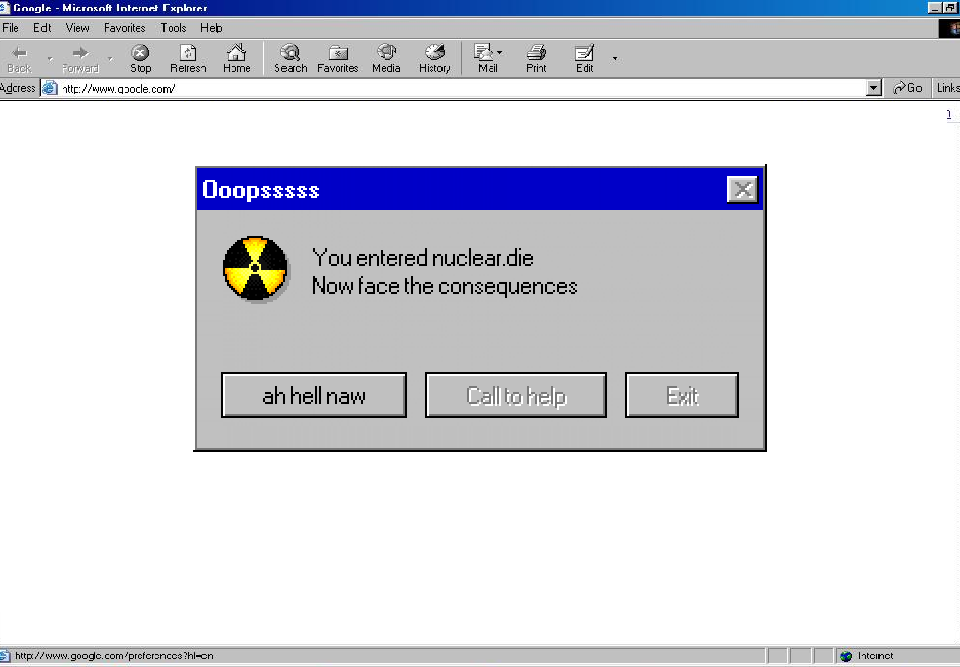 Google - Microsoft Internet Explorer
File Edit View Favorites Tools Help
Back Forward Stop Refresh Home Search Favorites Media History Mail Print Edit
Address http://www.google.com/ Go Links
Ooopsssss
You entered nuclear.die
Now face the consequences
ah hell naw Call to help Exit
http://www.google.com/preferences?hl=en Internet